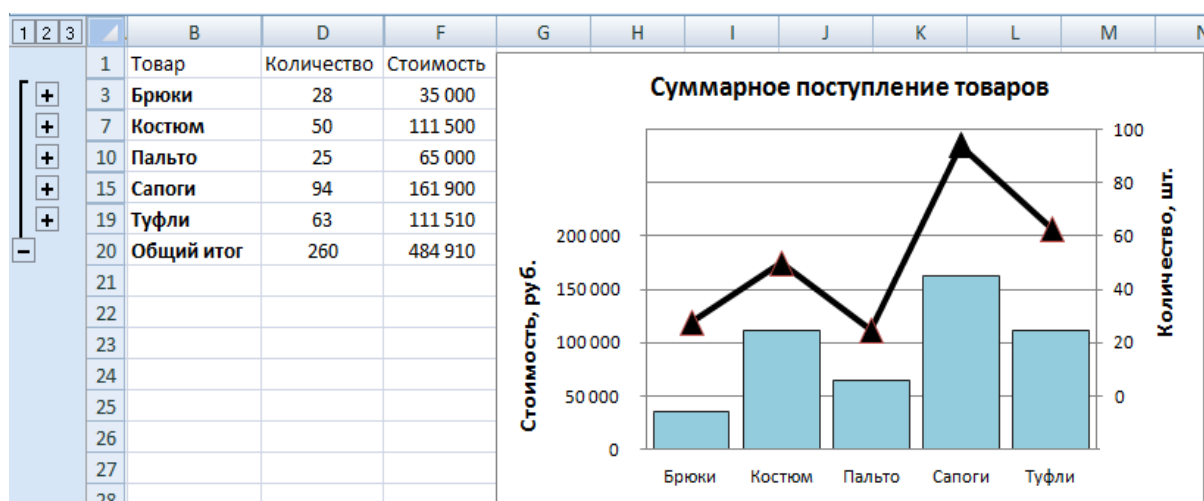 1 2 3 B D F G H I J K L M N
1 Товар Количество Стоимость
3 Брюки 28 35 000
7 Костюм 50 111 500
10 Пальто 25 65 000
15 Сапоги 94 161 900
19 Туфли 63 111 510
20 Общий итог 260 484 910
21
22
23
24
25
26
27
28
Суммарное поступление товаров
Стоимость, руб.
200 000
150 000
100 000
50 000
0
100
80
60
40
20
0
Количество, шт.
Брюки Костюм Пальто Сапоги Туфли